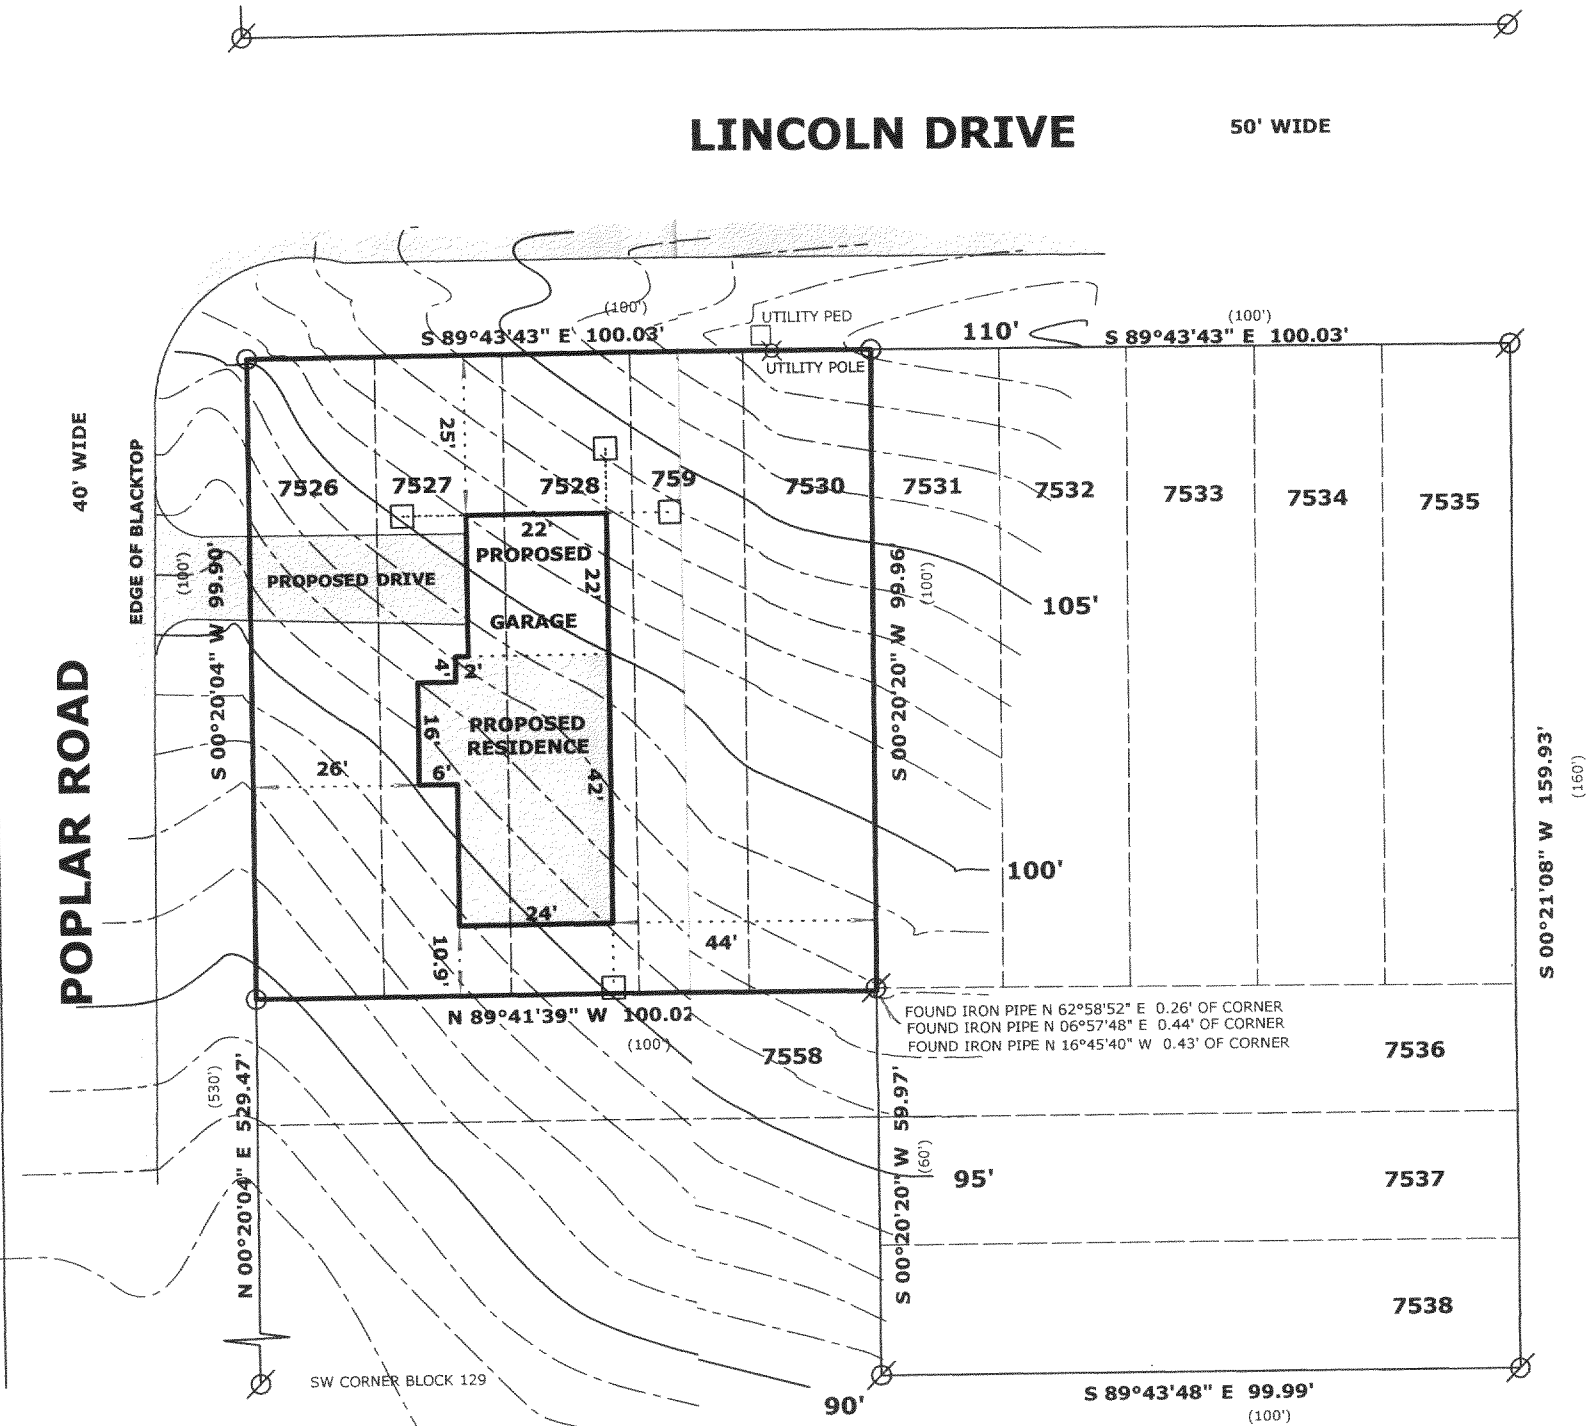 LINCOLN DRIVE
50' WIDE
(100')
UTILITY PED
S 89°43'43" E 100.03'
110'
(100')
S 89°43'43" E 100.03'
UTILITY POLE
40' WIDE
EDGE OF BLACKTOP
25'
7526
7527
7528
759
7530
7531
7532
7533
7534
7535
22'
PROPOSED
22'
GARAGE
PROPOSED DRIVE
(100')
S 00°20'04" W 99.90'
S 00°20'20" W 99.96'
(100')
105'
4'
2'
16'
PROPOSED
RESIDENCE
26'
6'
42'
POPLAR ROAD
S 00°21'08" W 159.93'
(160')
100'
24'
10.9'
44'
N 89°41'39" W 100.02
(100')
FOUND IRON PIPE N 62°58'52" E 0.26' OF CORNER
FOUND IRON PIPE N 06°57'48" E 0.44' OF CORNER
FOUND IRON PIPE N 16°45'40" W 0.43' OF CORNER
7558
7536
(530')
N 00°20'04" E 529.47'
S 00°20'20" W 59.97'
(60')
95'
7537
7538
SW CORNER BLOCK 129
90'
S 89°43'48" E 99.99'
(100')